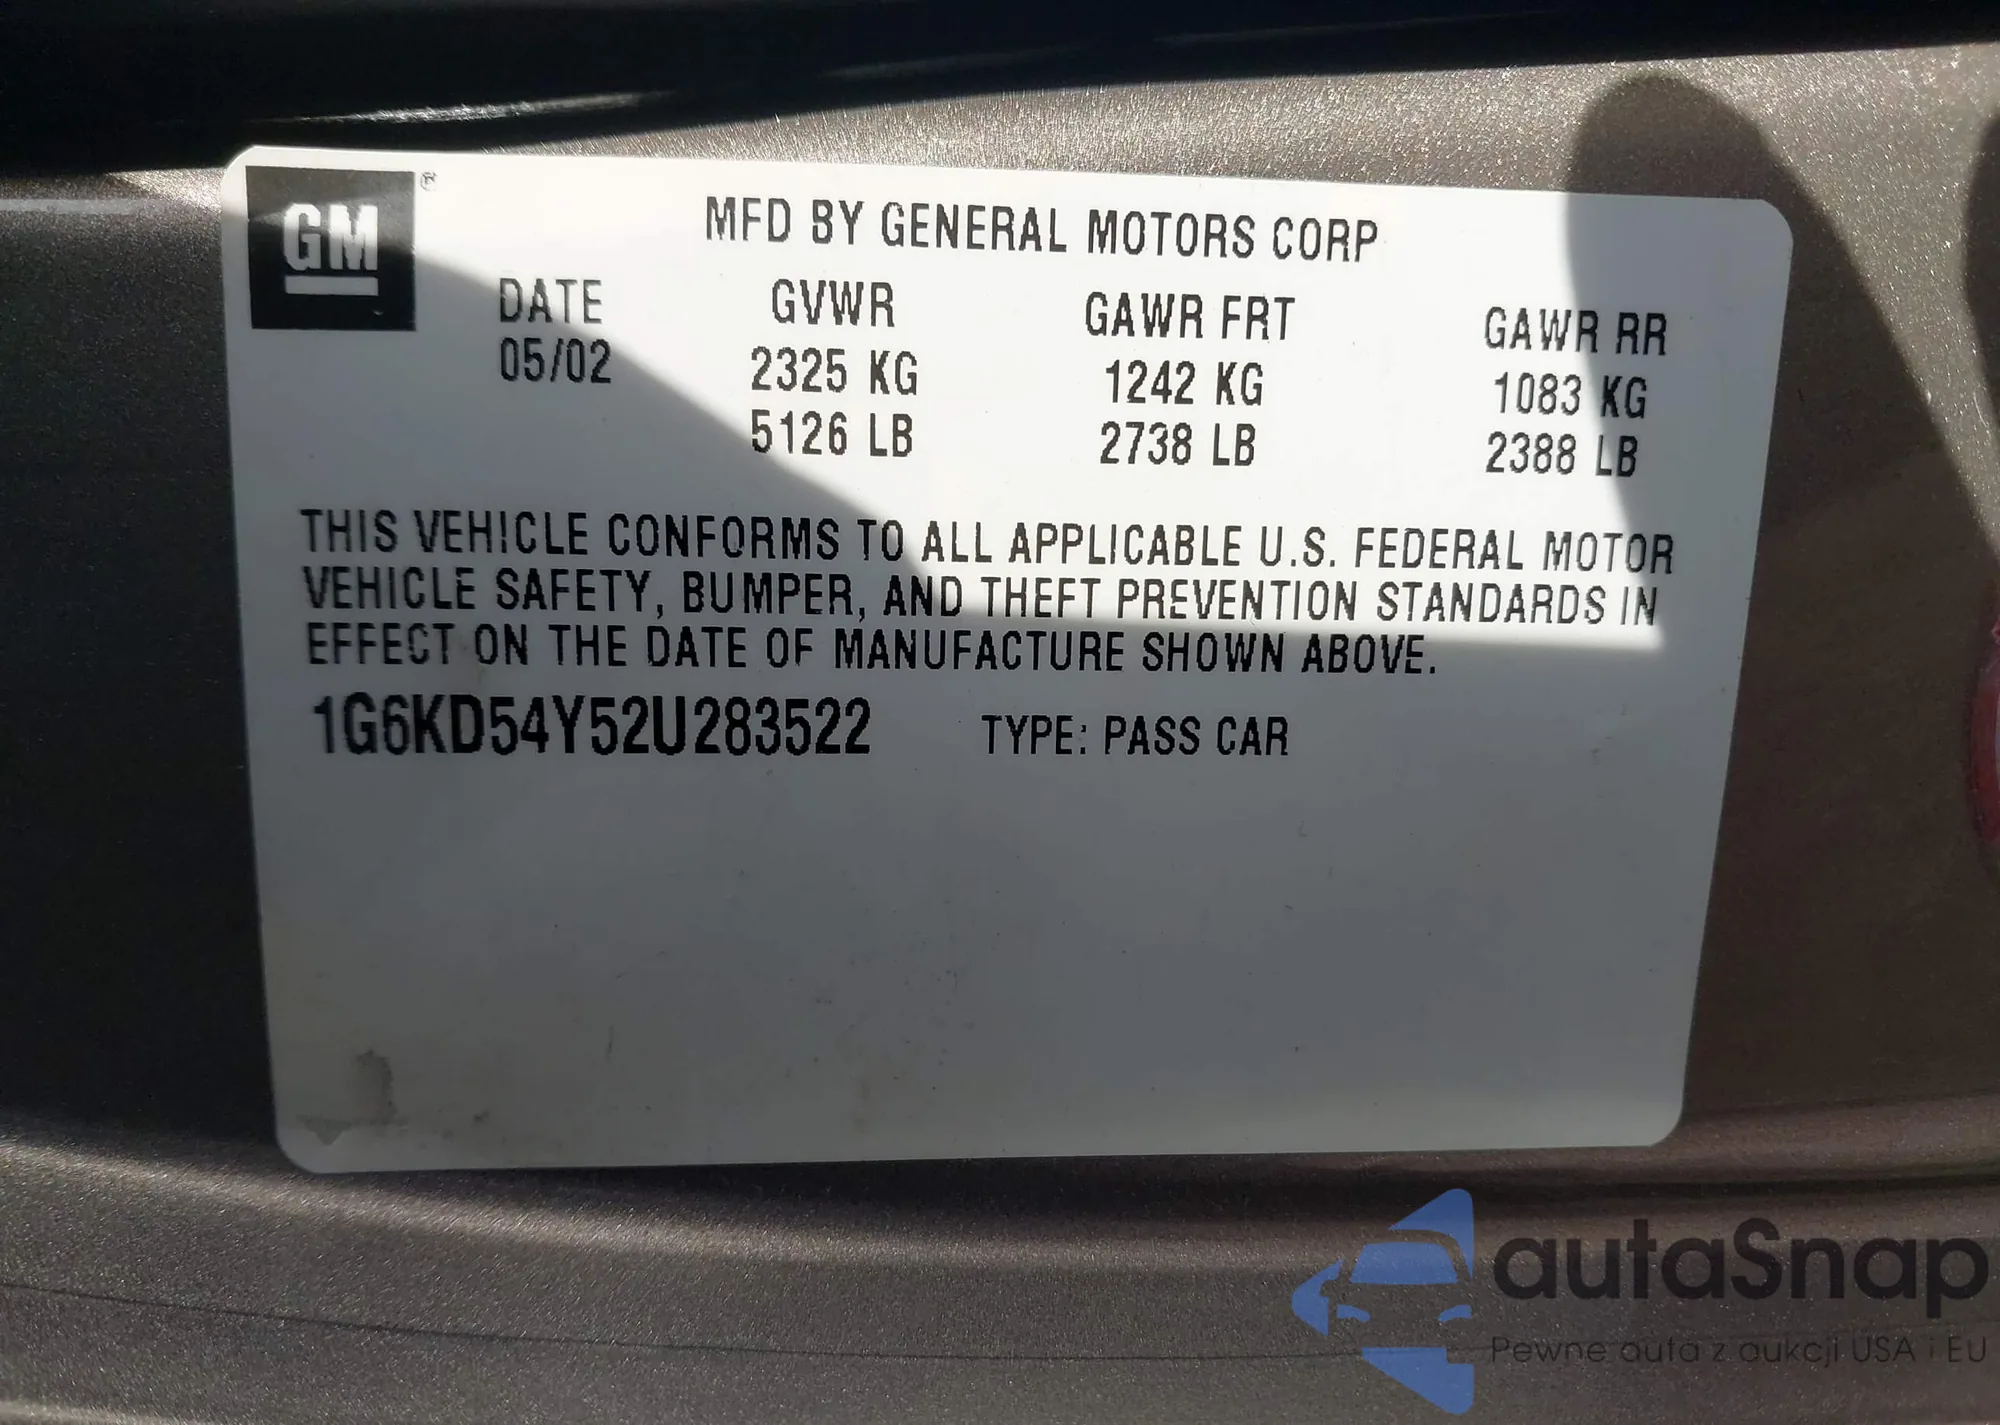 GM ®
MFD BY GENERAL MOTORS CORP
DATE GVWR GAWR FRT GAWR RR
05/02 2325 KG 1242 KG 1083 KG
5126 LB 2738 LB 2388 LB
THIS VEHICLE CONFORMS TO ALL APPLICABLE U.S. FEDERAL MOTOR
VEHICLE SAFETY, BUMPER, AND THEFT PREVENTION STANDARDS IN
EFFECT ON THE DATE OF MANUFACTURE SHOWN ABOVE.
1G6KD54Y52U283522 TYPE: PASS CAR
autaSnap
Pewne auta z aukcji USA i EU